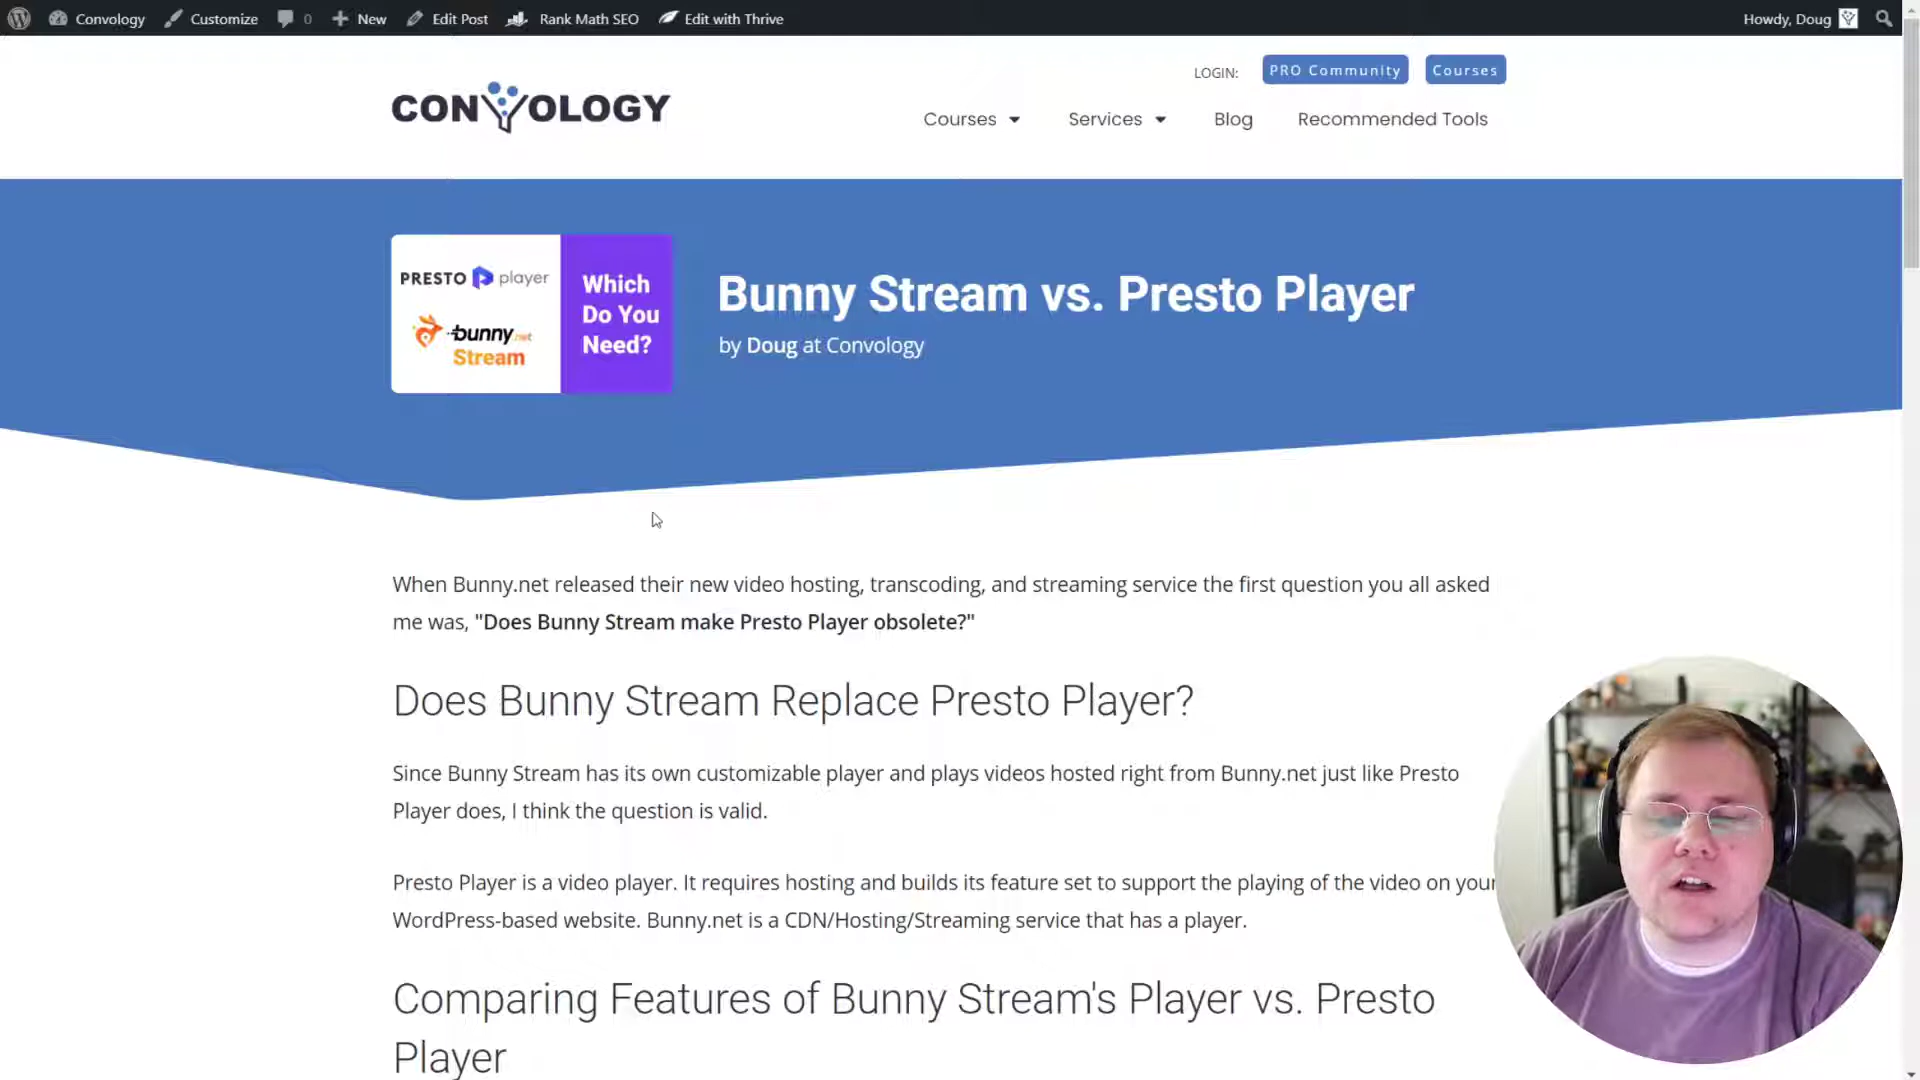 Convology Customize 0 New Edit Post Rank Math SEO Edit with Thrive Howdy, Doug
LOGIN: PRO Community Courses
CONVOLOGY
Courses Services Blog Recommended Tools
PRESTO player
bunny.net
Stream
Which
Do You
Need?
Bunny Stream vs. Presto Player
by Doug at Convology
When Bunny.net released their new video hosting, transcoding, and streaming service the first question you all asked
me was, "Does Bunny Stream make Presto Player obsolete?"
Does Bunny Stream Replace Presto Player?
Since Bunny Stream has its own customizable player and plays videos hosted right from Bunny.net just like Presto
Player does, I think the question is valid.
Presto Player is a video player. It requires hosting and builds its feature set to support the playing of the video on your
WordPress-based website. Bunny.net is a CDN/Hosting/Streaming service that has a player.
Comparing Features of Bunny Stream's Player vs. Presto
Player